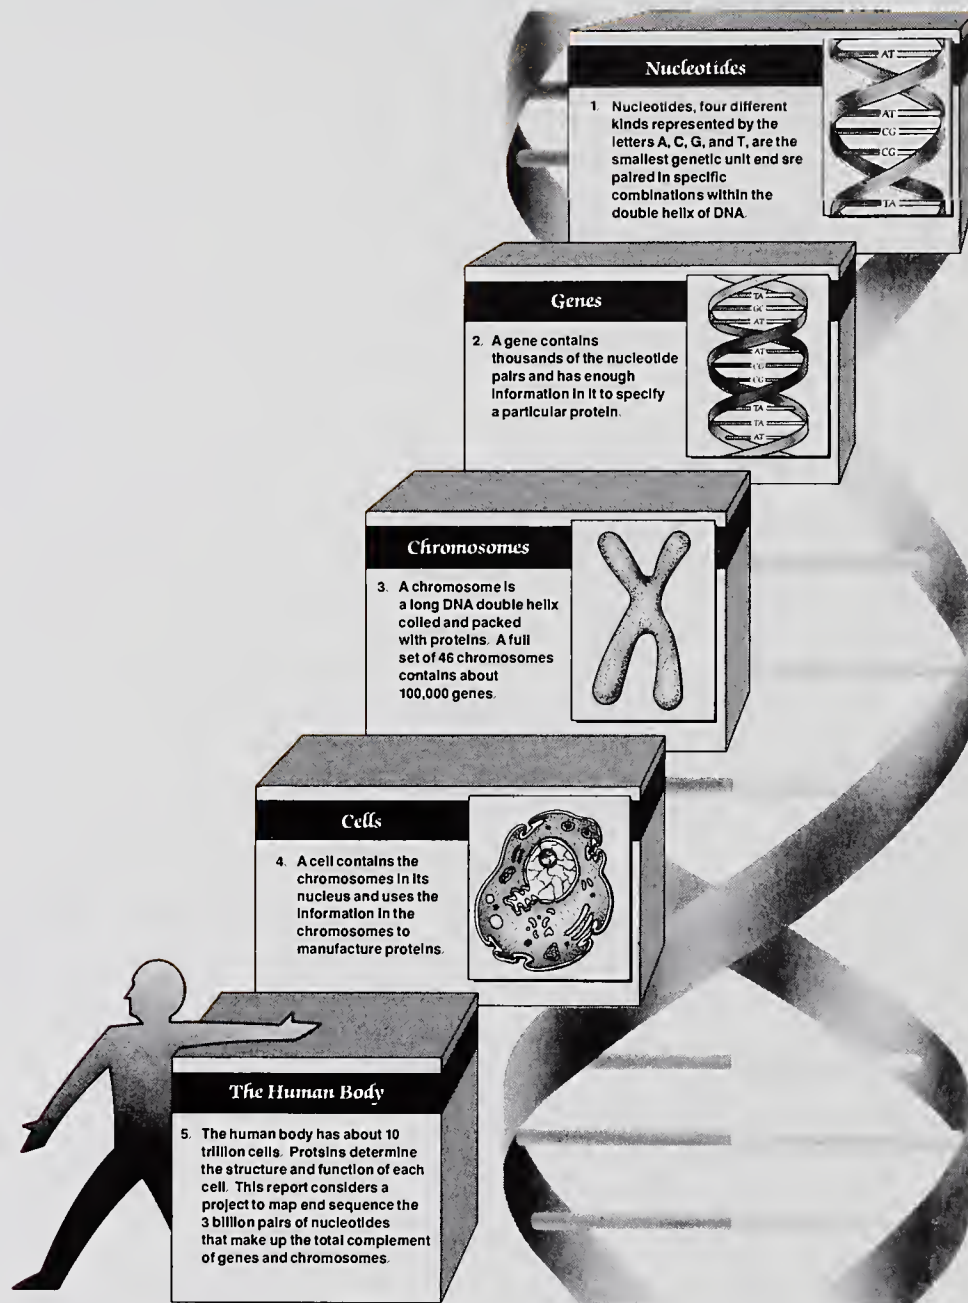 Nucleotides
1. Nucleotides, four different
kinds represented by the
letters A, C, G, and T, are the
smallest genetic unit end sre
paired in specific
combinations within the
double helix of DNA.
AT
AT
CG
CG
TA
Genes
2. A gene contains
thousands of the nucleotide
pairs and has enough
information in it to specify
a particular protein.
TA
GC
AT
AT
CG
CG
TA
TA
AT
Chromosomes
3. A chromosome is
a long DNA double helix
coiled and packed
with proteins. A full
set of 46 chromosomes
contains about
100,000 genes.
Cells
4. A cell contains the
chromosomes in its
nucleus and uses the
information in the
chromosomes to
manufacture proteins.
The Human Body
5. The human body has about 10
trillion cells. Proteins determine
the structure and function of each
cell. This report considers a
project to map end sequence the
3 billion pairs of nucleotides
that make up the total complement
of genes and chromosomes.